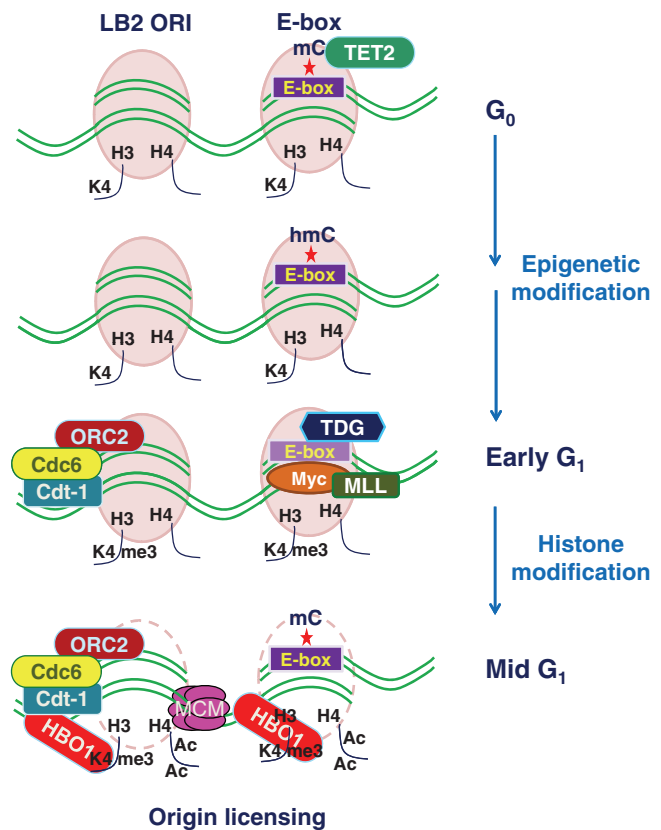 LB2 ORI
E-box
mC
TET2
E-box
H3 H4
K4
H3 H4
K4
G0
hmC
E-box
H3 H4
K4
H3 H4
K4
Epigenetic
modification
ORC2
Cdc6
Cdt-1
H3 H4
K4 me3
TDG
E-box
Myc
MLL
H3 H4
K4 me3
Early G1
Histone
modification
ORC2
Cdc6
Cdt-1
HBO1
H3 H4
K4 me3
Ac
Ac
MCM
mC
E-box
HBO1
H3 H4
K4 me3
Ac
Ac
Mid G1
Origin licensing